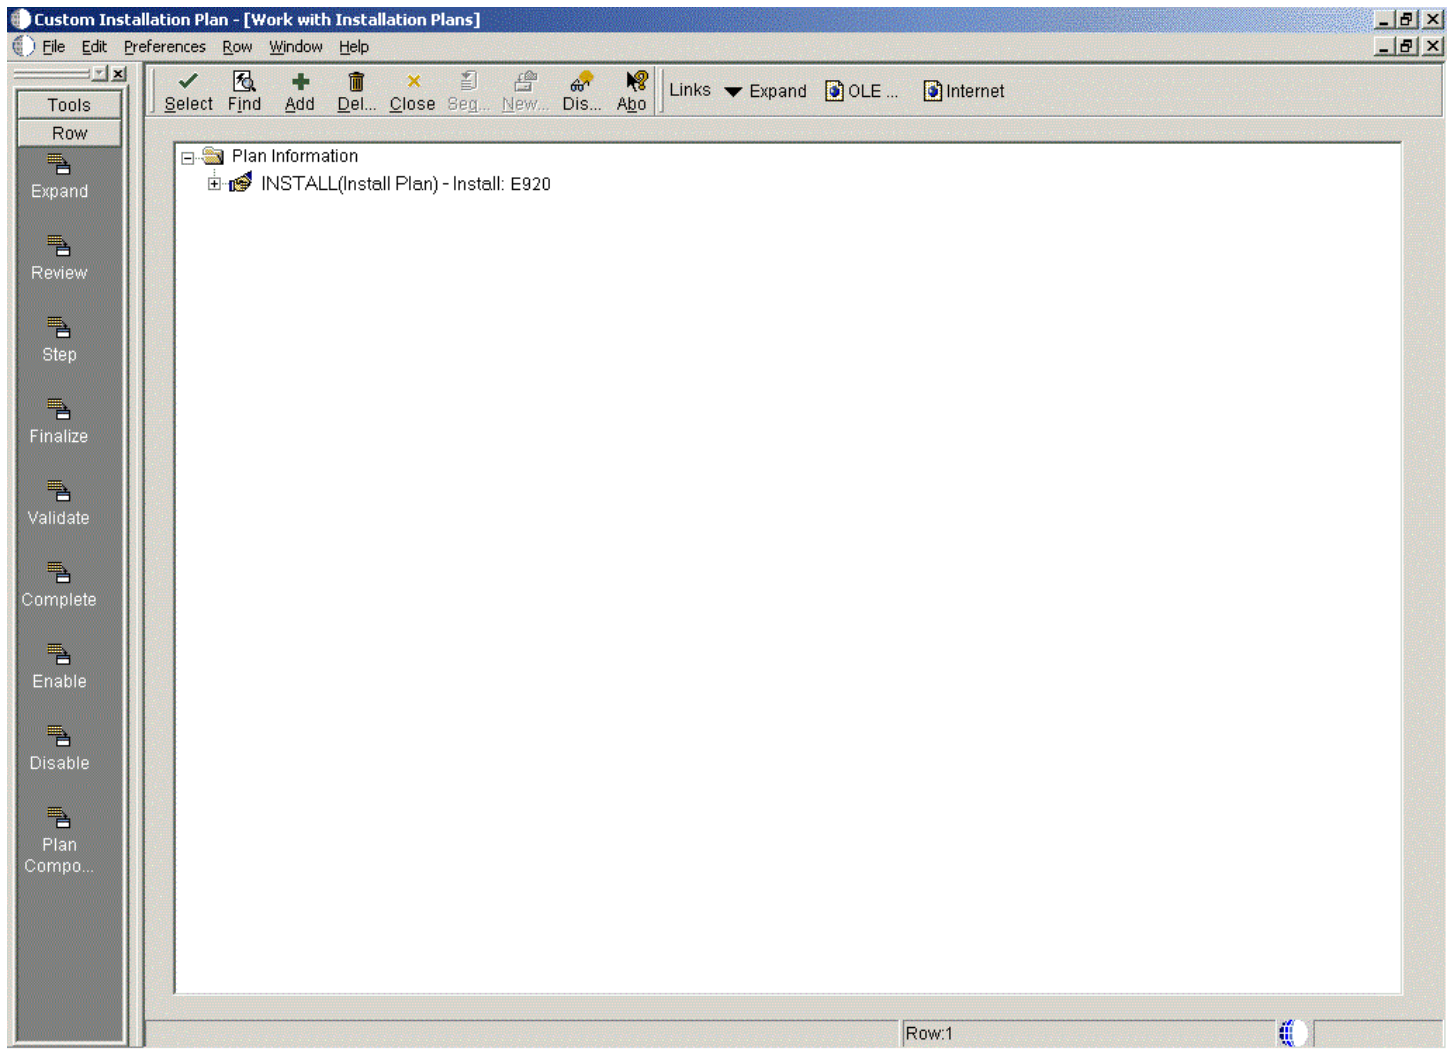 Custom Installation Plan - [Work with Installation Plans]
File Edit Preferences Row Window Help
Tools
Row
Expand
Review
Step
Finalize
Validate
Complete
Enable
Disable
Plan
Compo...
Select Find Add Del... Close Seq... New... Dis... Abo Links Expand OLE ... Internet
Plan Information
INSTALL(Install Plan) - Install: E920
Row:1